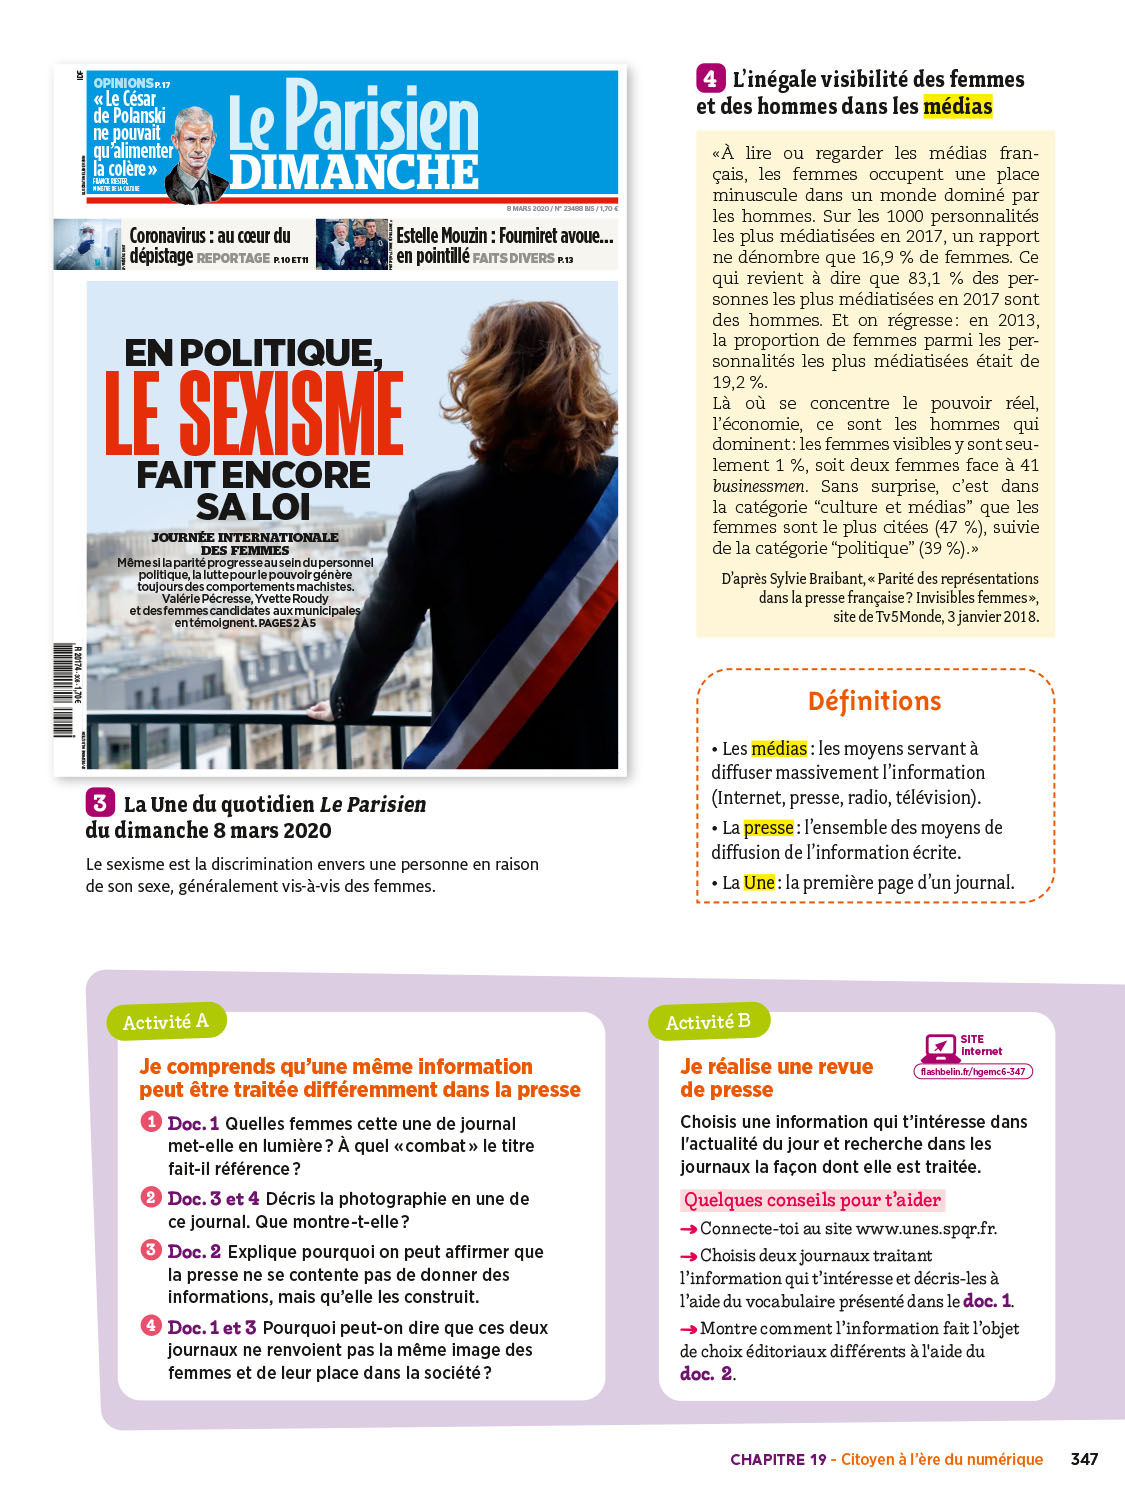 IDF
OPINIONS P.17
« Le César
de Polanski
ne pouvait
qu'alimenter
la colère »
FRANCK RIESTER,
MINISTRE DE LA CULTURE
Le Parisien
DIMANCHE
8 MARS 2020 / N° 23488 BIS / 1,70 €
Coronavirus : au cœur du
dépistage REPORTAGE P.10 ET 11
Estelle Mouzin : Fourniret avoue...
en pointillé FAITS DIVERS P.13
EN POLITIQUE,
LE SEXISME
FAIT ENCORE
SA LOI
JOURNÉE INTERNATIONALE
DES FEMMES
Même si la parité progresse au sein du personnel
politique, la lutte pour le pouvoir génère
toujours des comportements machistes.
Valérie Pécresse, Yvette Roudy
et des femmes candidates aux municipales
en témoignent. PAGES 2 À 5
R 20174 - 308 - 1,70€
3 La Une du quotidien Le Parisien
du dimanche 8 mars 2020
Le sexisme est la discrimination envers une personne en raison
de son sexe, généralement vis-à-vis des femmes.
4 L'inégale visibilité des femmes
et des hommes dans les médias
« À lire ou regarder les médias fran-
çais, les femmes occupent une place
minuscule dans un monde dominé par
les hommes. Sur les 1000 personnalités
les plus médiatisées en 2017, un rapport
ne dénombre que 16,9 % de femmes. Ce
qui revient à dire que 83,1 % des per-
sonnes les plus médiatisées en 2017 sont
des hommes. Et on régresse : en 2013,
la proportion de femmes parmi les per-
sonnalités les plus médiatisées était de
19,2 %.
Là où se concentre le pouvoir réel,
l'économie, ce sont les hommes qui
dominent : les femmes visibles y sont seu-
lement 1 %, soit deux femmes face à 41
businessmen. Sans surprise, c'est dans
la catégorie “culture et médias” que les
femmes sont le plus citées (47 %), suivie
de la catégorie “politique” (39 %). »
D'après Sylvie Braibant, « Parité des représentations
dans la presse française ? Invisibles femmes »,
site de Tv5Monde, 3 janvier 2018.
Définitions
• Les médias : les moyens servant à
diffuser massivement l'information
(Internet, presse, radio, télévision).
• La presse : l'ensemble des moyens de
diffusion de l'information écrite.
• La Une : la première page d'un journal.
Activité A
Je comprends qu'une même information
peut être traitée différemment dans la presse
1 Doc. 1 Quelles femmes cette une de journal
met-elle en lumière ? À quel « combat » le titre
fait-il référence ?
2 Doc. 3 et 4 Décris la photographie en une de
ce journal. Que montre-t-elle ?
3 Doc. 2 Explique pourquoi on peut affirmer que
la presse ne se contente pas de donner des
informations, mais qu'elle les construit.
4 Doc. 1 et 3 Pourquoi peut-on dire que ces deux
journaux ne renvoient pas la même image des
femmes et de leur place dans la société ?
Activité B
SITE
Internet
flashbelin.fr/hgemc6-347
Je réalise une revue
de presse
Choisis une information qui t'intéresse dans
l'actualité du jour et recherche dans les
journaux la façon dont elle est traitée.
Quelques conseils pour t'aider
➞ Connecte-toi au site www.unes.spqr.fr.
➞ Choisis deux journaux traitant
l'information qui t'intéresse et décris-les à
l'aide du vocabulaire présenté dans le doc. 1.
➞ Montre comment l'information fait l'objet
de choix éditoriaux différents à l'aide du
doc. 2.
CHAPITRE 19 - Citoyen à l'ère du numérique 347